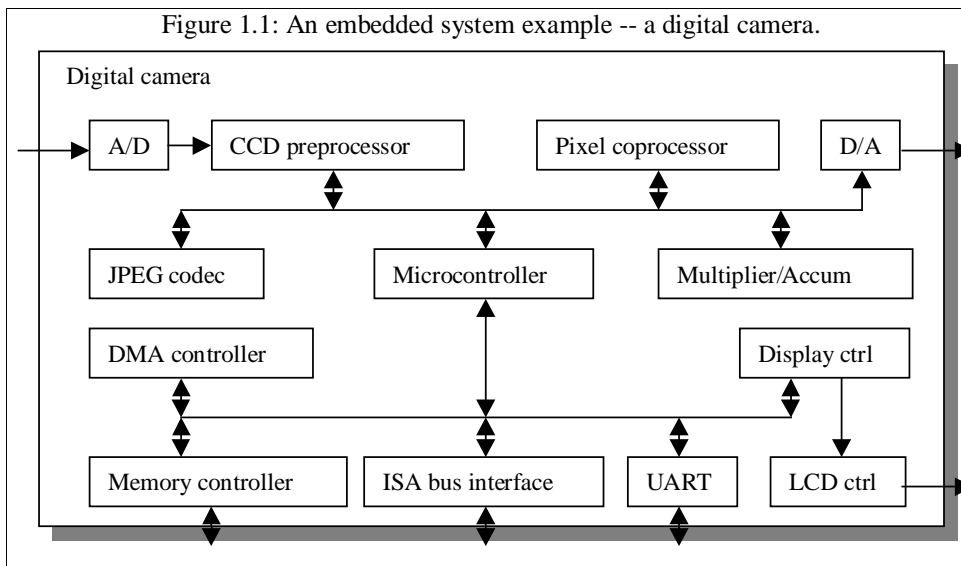 Figure 1.1: An embedded system example -- a digital camera.
Digital camera
A/D
CCD preprocessor
Pixel coprocessor
D/A
JPEG codec
Microcontroller
Multiplier/Accum
DMA controller
Display ctrl
Memory controller
ISA bus interface
UART
LCD ctrl